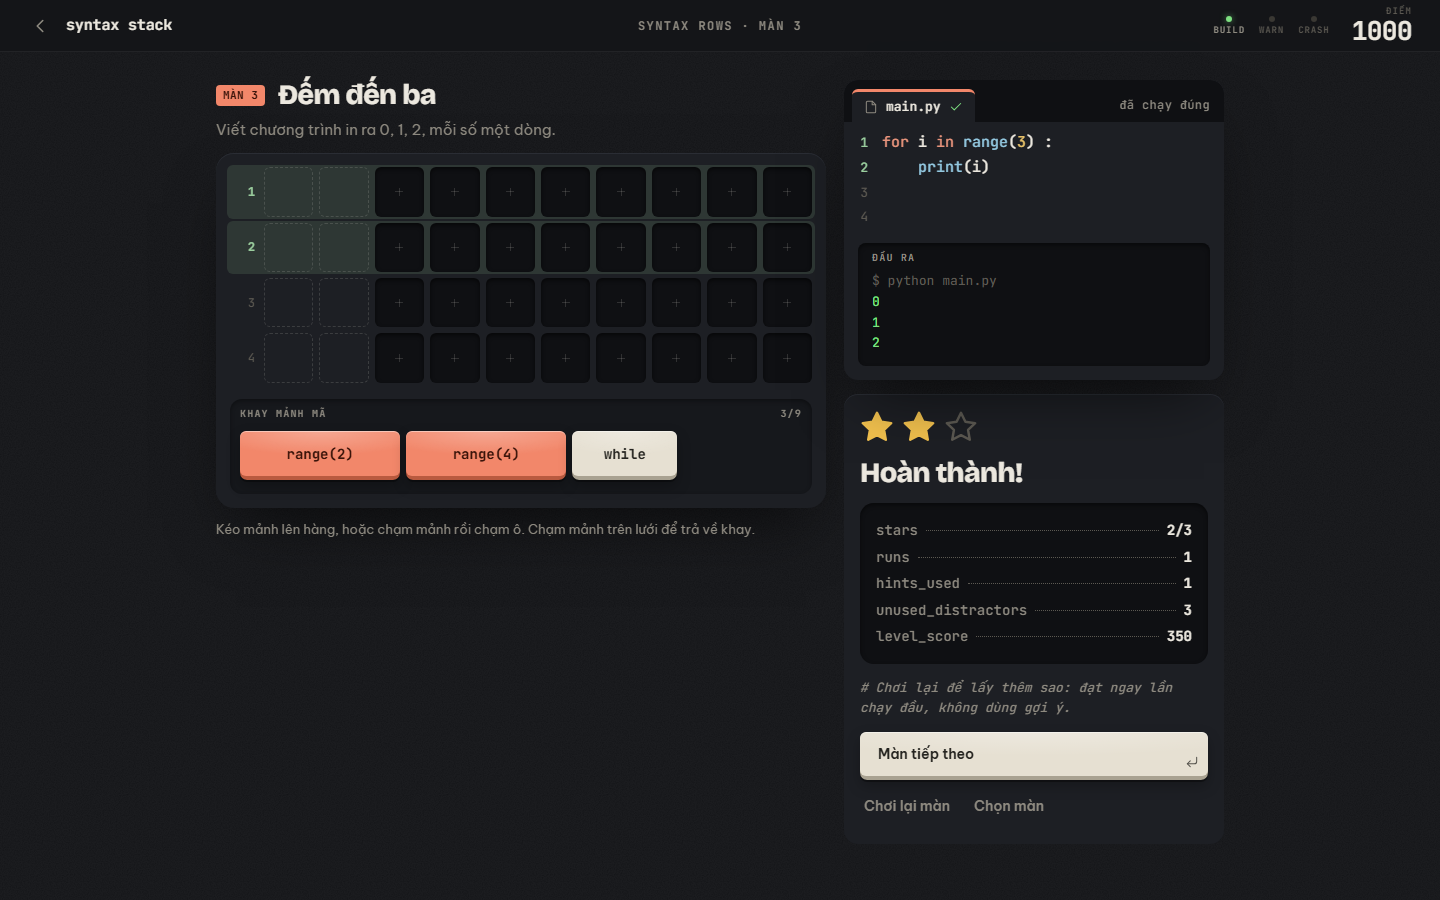 syntax stack
SYNTAX ROWS · MÀN 3
BUILD WARN CRASH
ĐIỂM
1000
MÀN 3
Đếm đến ba
Viết chương trình in ra 0, 1, 2, mỗi số một dòng.
1
+ + + + + + + +
2
+ + + + + + + +
3
+ + + + + + + +
4
+ + + + + + + +
KHAY MẢNH MÃ
3/9
range(2)
range(4)
while
Kéo mảnh lên hàng, hoặc chạm mảnh rồi chạm ô. Chạm mảnh trên lưới để trả về khay.
main.py
đã chạy đúng
1 for i in range(3) :
2 print(i)
3
4
ĐẦU RA
$ python main.py
0
1
2
Hoàn thành!
stars 2/3
runs 1
hints_used 1
unused_distractors 3
level_score 350
# Chơi lại để lấy thêm sao: đạt ngay lần
chạy đầu, không dùng gợi ý.
Màn tiếp theo
Chơi lại màn
Chọn màn